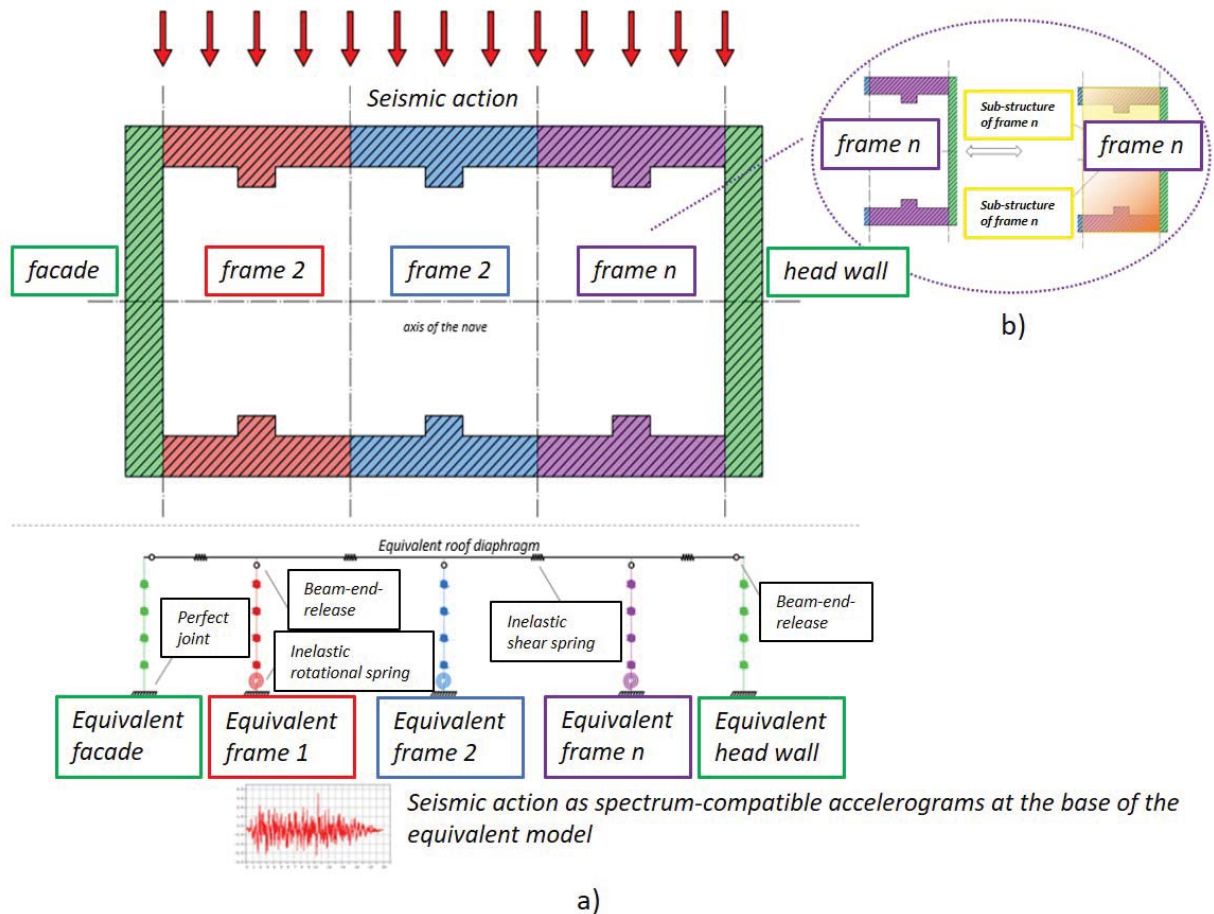 Seismic action
facade
frame 2
frame 2
frame n
head wall
axis of the nave
frame n
Sub-structure
of frame n
frame n
Sub-structure
of frame n
b)
Equivalent roof diaphragm
Perfect
joint
Beam-end-
release
Inelastic
rotational spring
Inelastic
shear spring
Beam-end-
release
Equivalent
facade
Equivalent
frame 1
Equivalent
frame 2
Equivalent
frame n
Equivalent
head wall
Seismic action as spectrum-compatible accelerograms at the base of the
equivalent model
a)